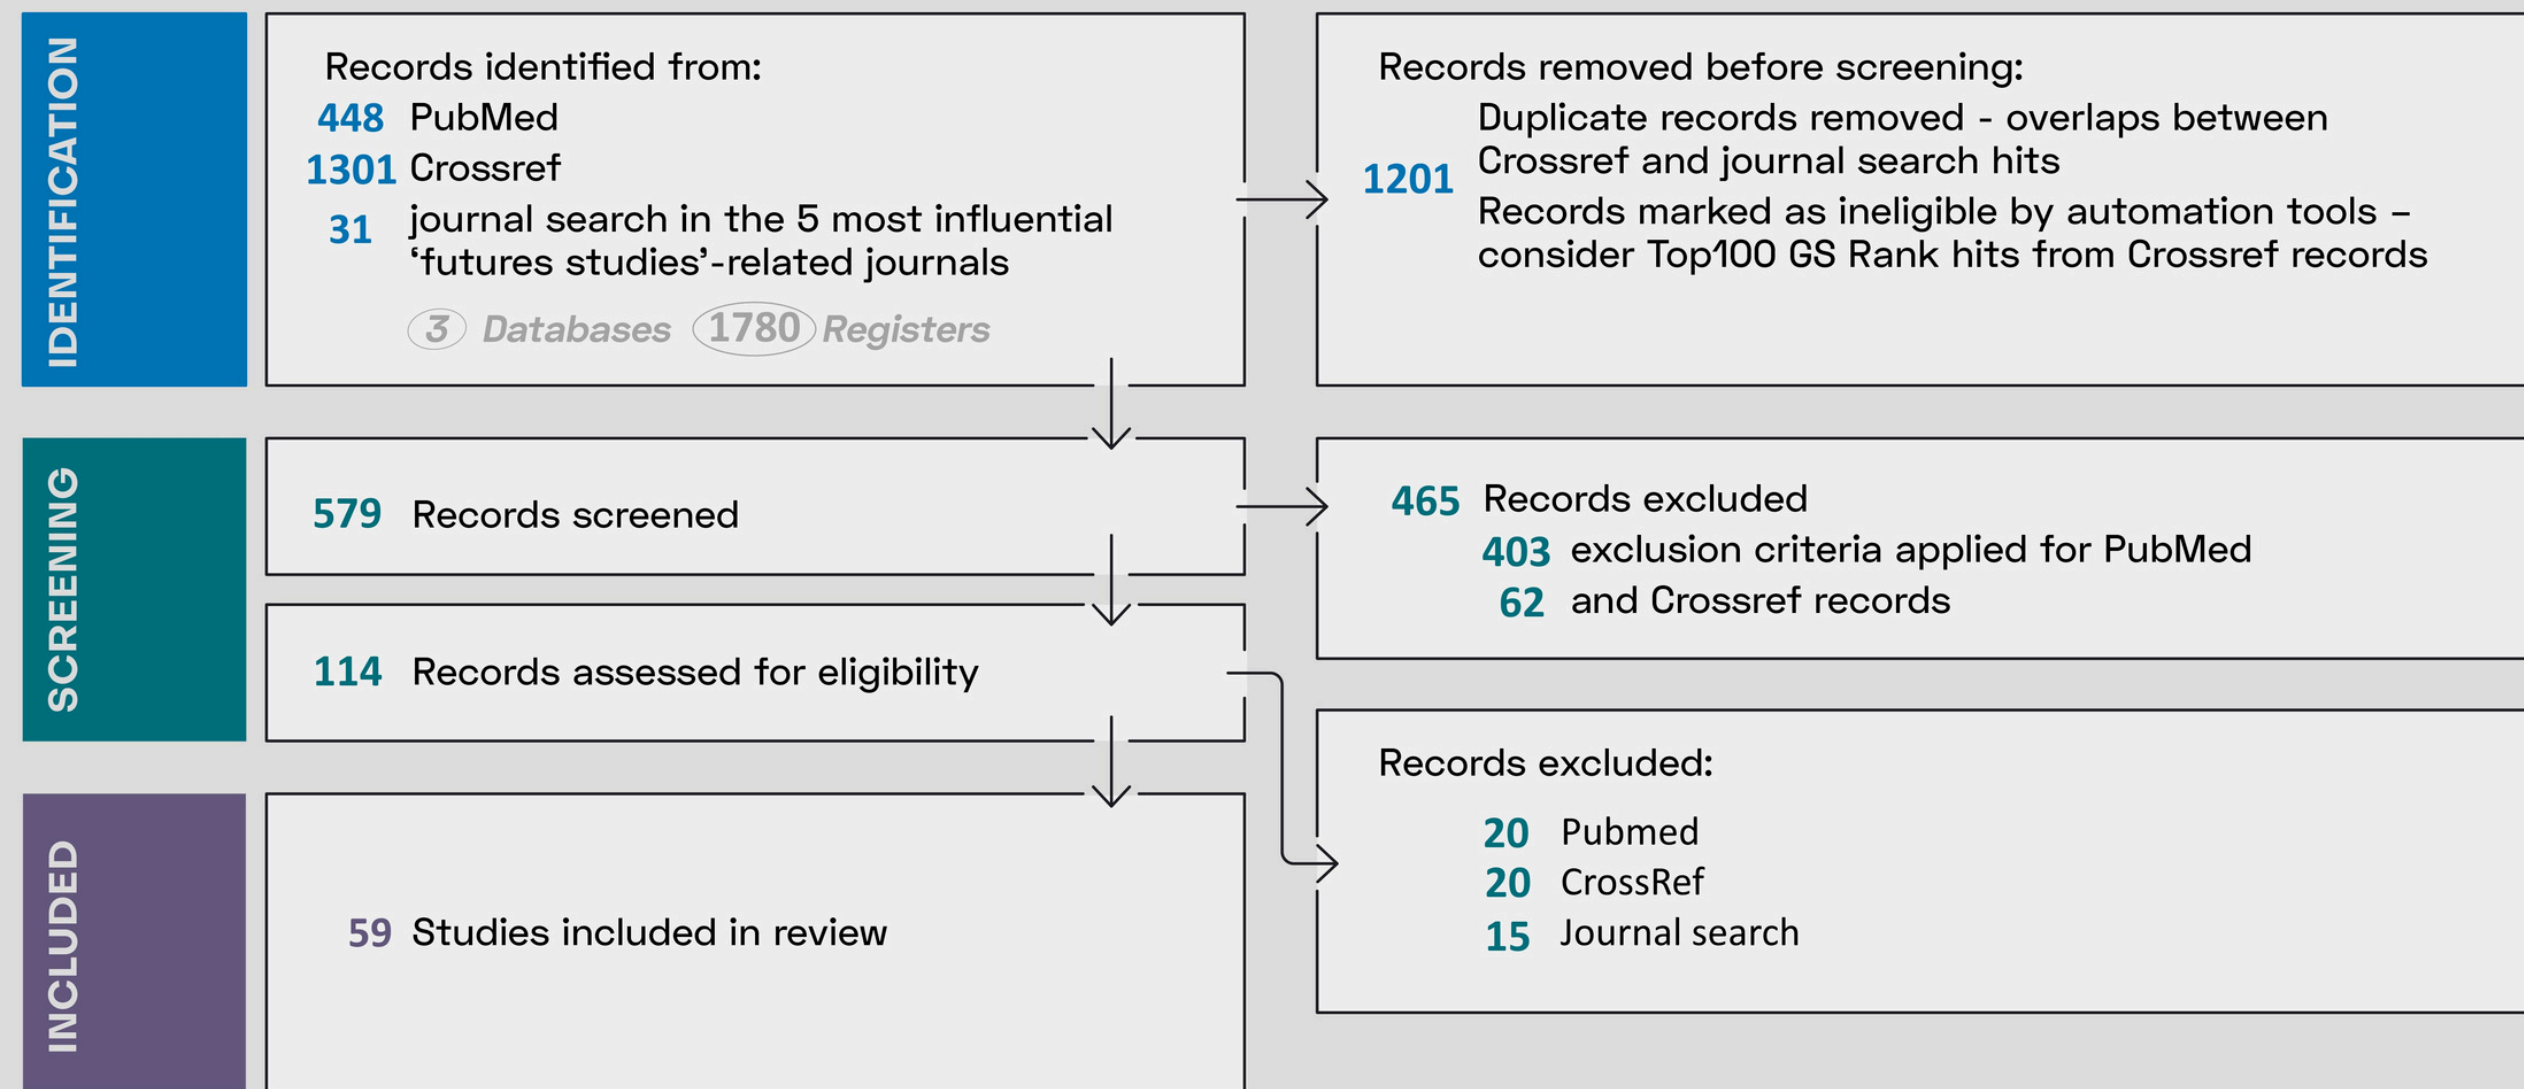 IDENTIFICATION
Records identified from:
448 PubMed
1301 Crossref
31 journal search in the 5 most influential
‘futures studies’-related journals
3 Databases 1780 Registers
Records removed before screening:
Duplicate records removed - overlaps between
Crossref and journal search hits
1201
Records marked as ineligible by automation tools –
consider Top100 GS Rank hits from Crossref records
SCREENING
579 Records screened
465 Records excluded
403 exclusion criteria applied for PubMed
62 and Crossref records
114 Records assessed for eligibility
Records excluded:
20 Pubmed
20 CrossRef
15 Journal search
INCLUDED
59 Studies included in review